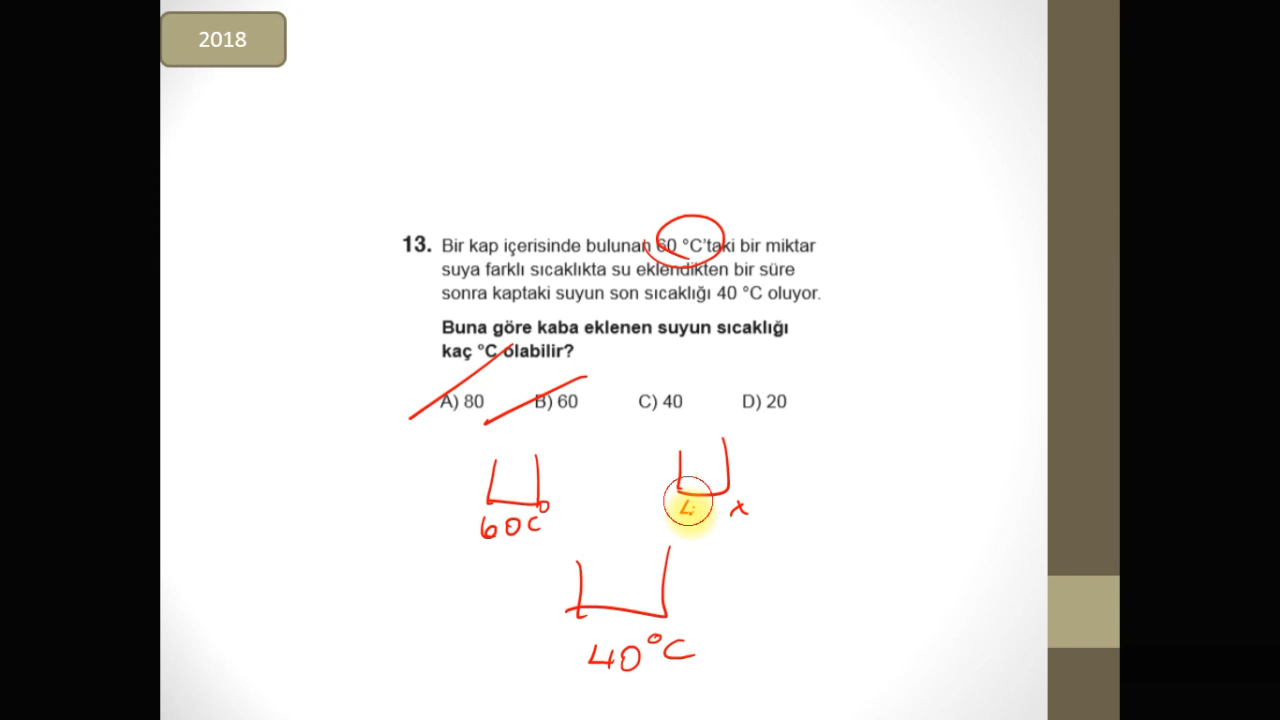 2018
13. Bir kap içerisinde bulunan 60 °C'taki bir miktar
suya farklı sıcaklıkta su eklendikten bir süre
sonra kaptaki suyun son sıcaklığı 40 °C oluyor.
Buna göre kaba eklenen suyun sıcaklığı
kaç °C olabilir?
A) 80 B) 60 C) 40 D) 20
60°C x
40°C